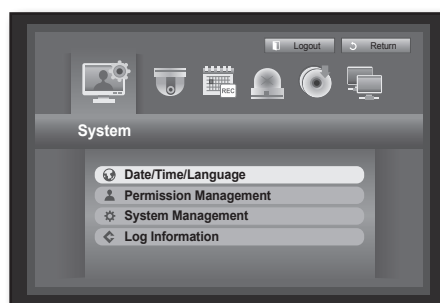 Logout Return
REC
System
Date/Time/Language
Permission Management
System Management
Log Information